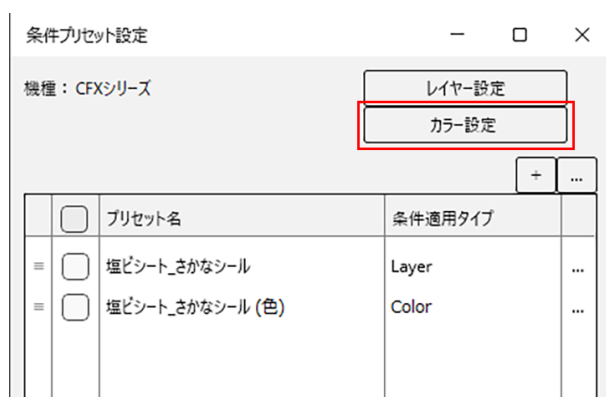 条件プリセット設定
機種：CFXシリーズ
レイヤー設定
カラー設定
+ ...
プリセット名 条件適用タイプ
塩ビシート_さかなシール Layer ...
塩ビシート_さかなシール (色) Color ...